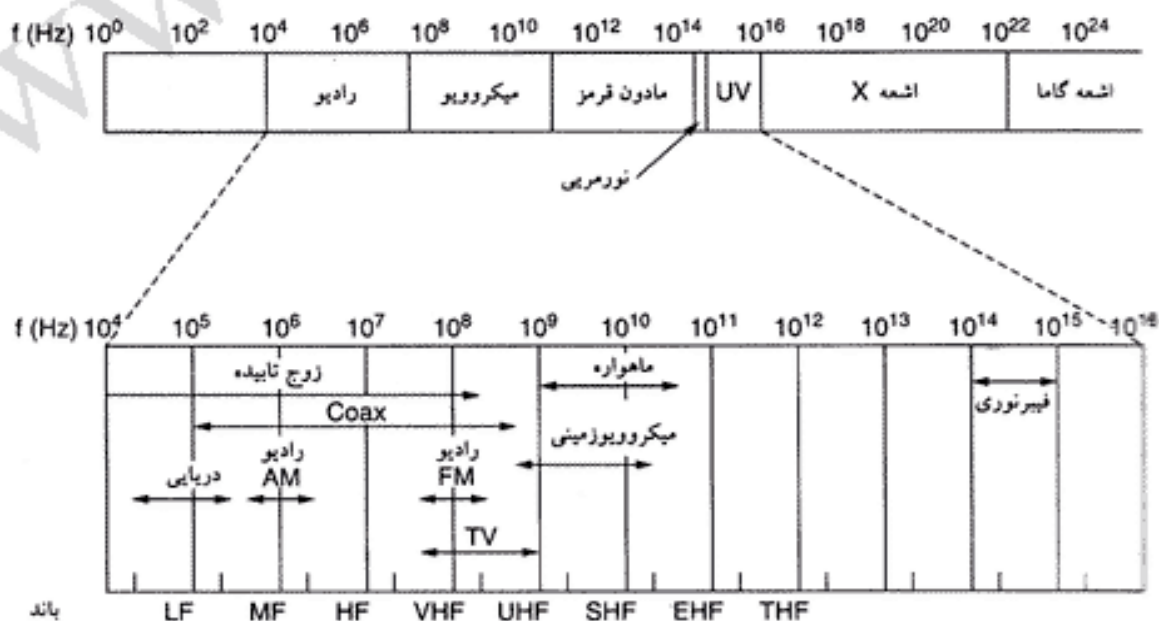 f (Hz) 10⁰ 10² 10⁴ 10⁶ 10⁸ 10¹⁰ 10¹² 10¹⁴ 10¹⁶ 10¹⁸ 10²⁰ 10²² 10²⁴
رادیو میکروویو مادون قرمز UV اشعه X اشعه گاما
نورمریی
f (Hz) 10⁴ 10⁵ 10⁶ 10⁷ 10⁸ 10⁹ 10¹⁰ 10¹¹ 10¹² 10¹³ 10¹⁴ 10¹⁵ 10¹⁶
زوج تابیده ماهواره
Coax فیبرنوری
دریایی رادیو AM رادیو FM میکروویوزمینی
TV
باند LF MF HF VHF UHF SHF EHF THF